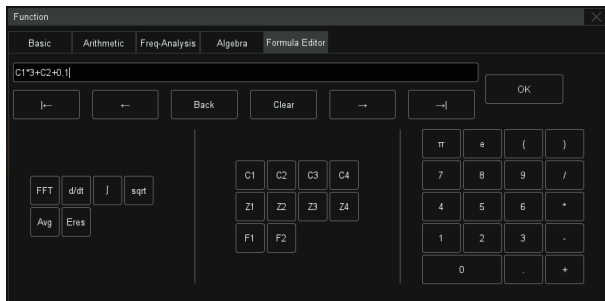 Function
Basic Arithmetic Freq-Analysis Algebra Formula Editor
C1*3+C2+0.1
OK
|← ← Back Clear → →|
π e ( )
FFT d/dt ∫ sqrt C1 C2 C3 C4 7 8 9 /
Avg Eres Z1 Z2 Z3 Z4 4 5 6 *
F1 F2 1 2 3 -
0 . +